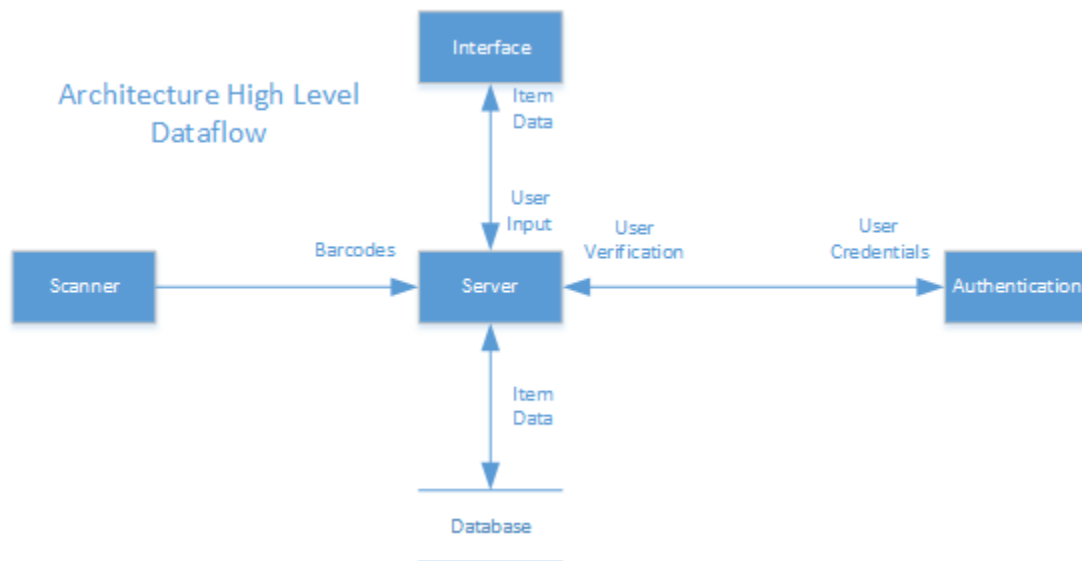 Interface
Architecture High Level
Dataflow
Item
Data
User
Input
Barcodes
User
Verification
User
Credentials
Scanner
Server
Authentication
Item
Data
Database